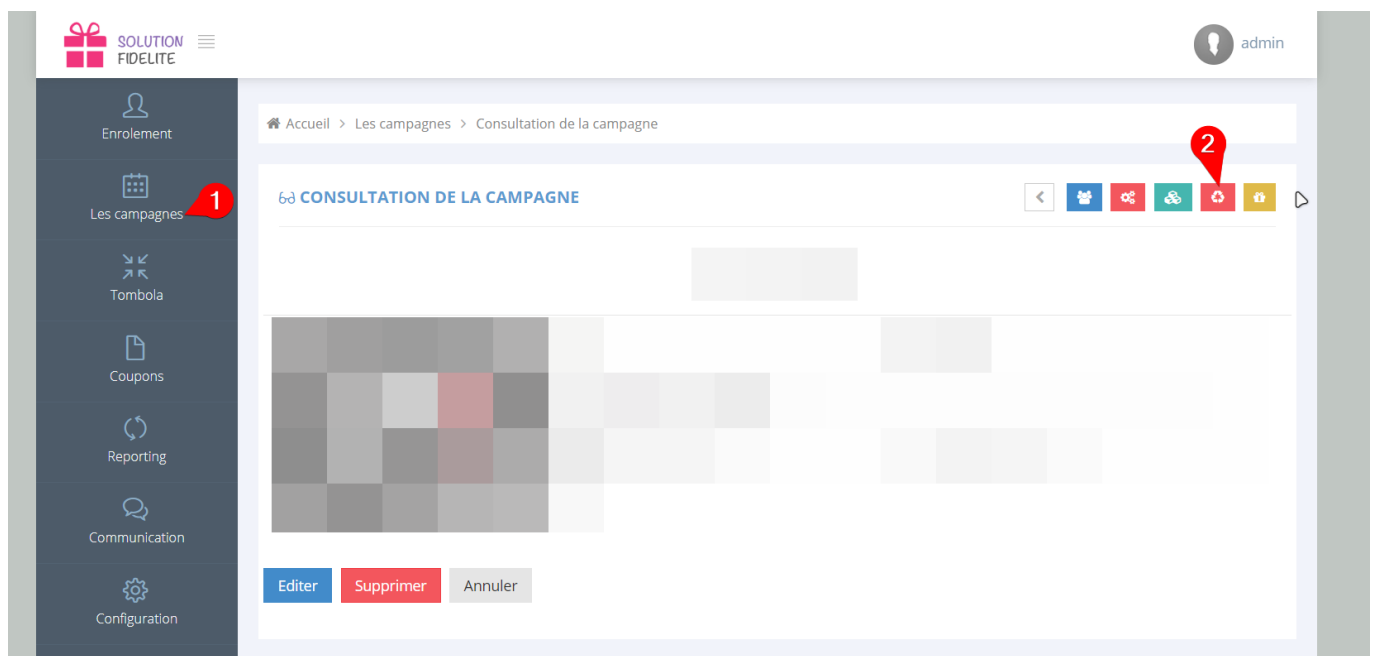 SOLUTION
FIDELITE
admin
Enrolement
Accueil > Les campagnes > Consultation de la campagne
2
Les campagnes
1
CONSULTATION DE LA CAMPAGNE
Tombola
Coupons
Reporting
Communication
Editer Supprimer Annuler
Configuration